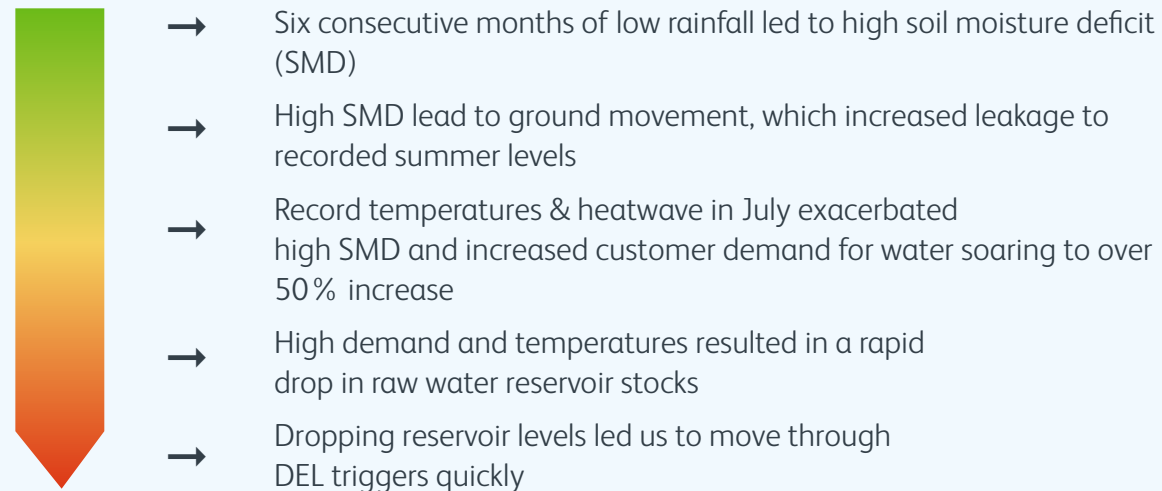 Six consecutive months of low rainfall led to high soil moisture deficit
(SMD)
High SMD lead to ground movement, which increased leakage to
recorded summer levels
Record temperatures & heatwave in July exacerbated
high SMD and increased customer demand for water soaring to over
50% increase
High demand and temperatures resulted in a rapid
drop in raw water reservoir stocks
Dropping reservoir levels led us to move through
DEL triggers quickly